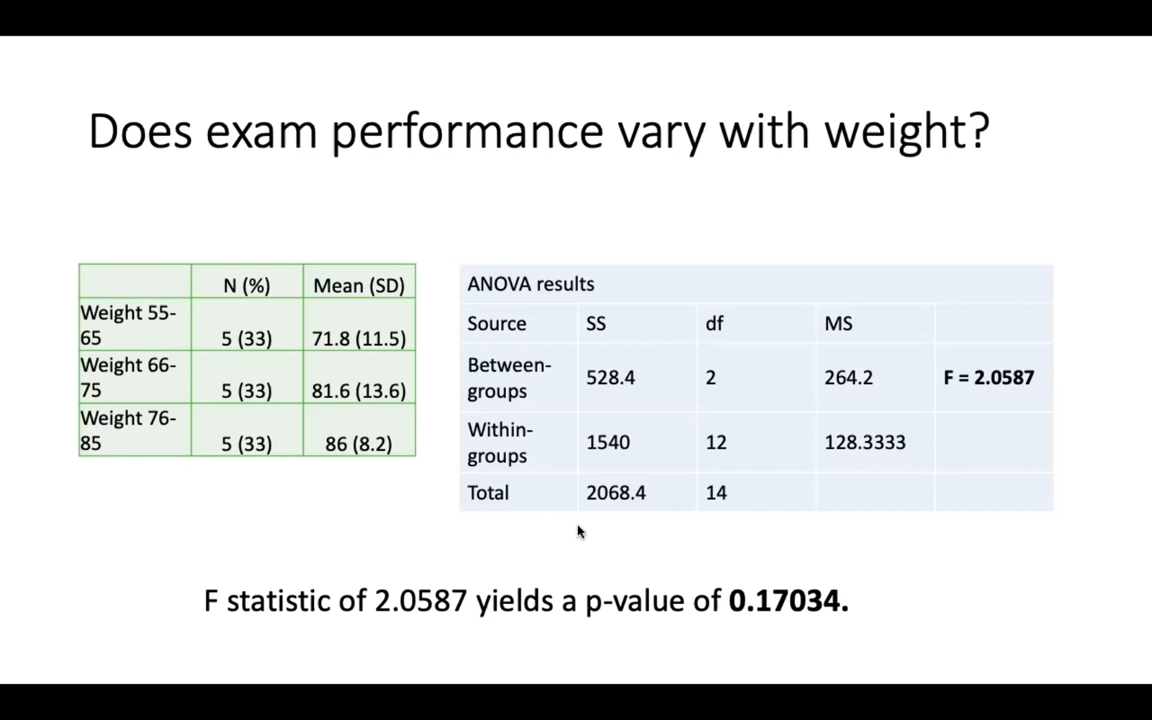 Does exam performance vary with weight?
N (%) Mean (SD)
Weight 55-
65 5 (33) 71.8 (11.5)
Weight 66-
75 5 (33) 81.6 (13.6)
Weight 76-
85 5 (33) 86 (8.2)
ANOVA results
Source SS df MS
Between-
groups 528.4 2 264.2 F = 2.0587
Within-
groups 1540 12 128.3333
Total 2068.4 14
F statistic of 2.0587 yields a p-value of 0.17034.